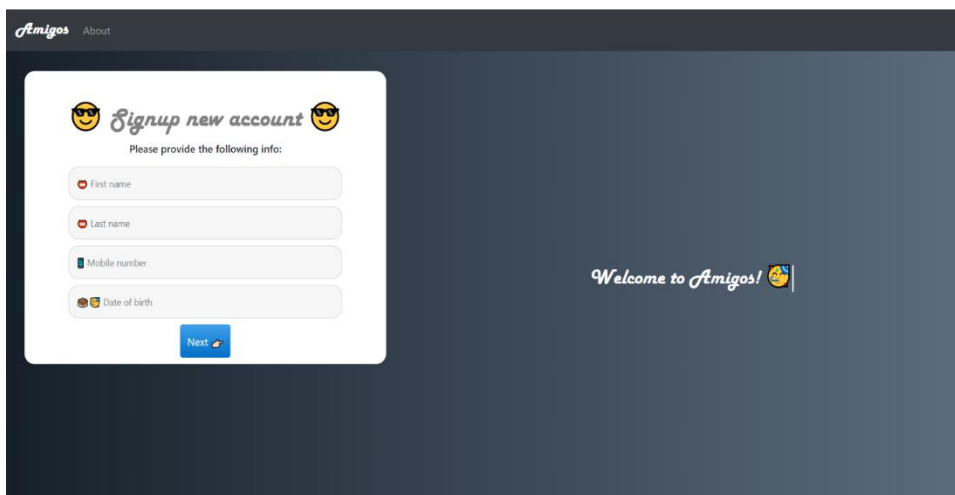 Amigos About
😎 Signup new account 😎
Please provide the following info:
📛 First name
📛 Last name
📱 Mobile number
Date of birth
Next 👉
Welcome to Amigos! 🥳